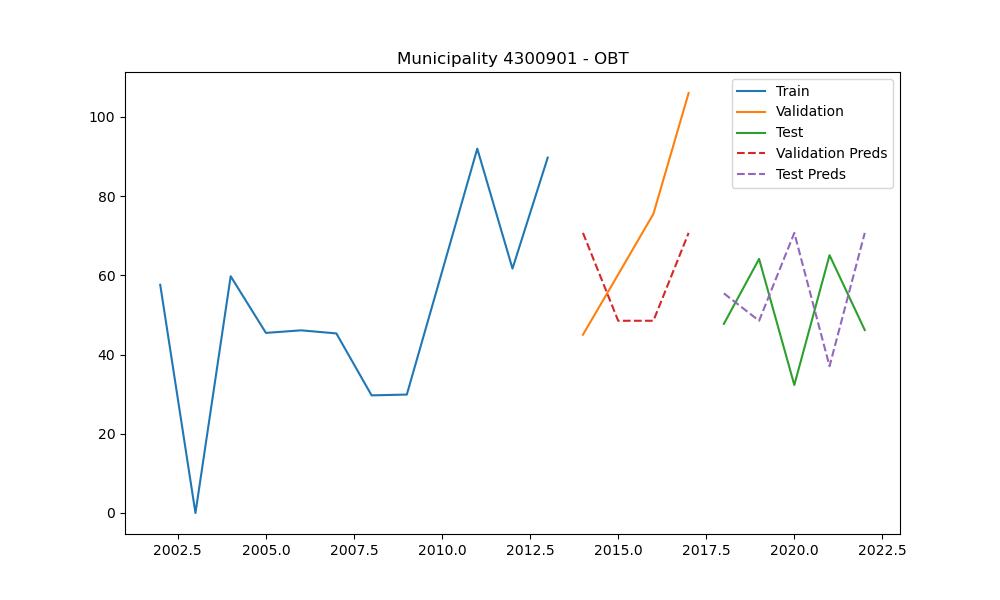 Municipality 4300901 - OBT
Train
Validation
Test
Validation Preds
Test Preds
100
80
60
40
20
0
2002.5 2005.0 2007.5 2010.0 2012.5 2015.0 2017.5 2020.0 2022.5